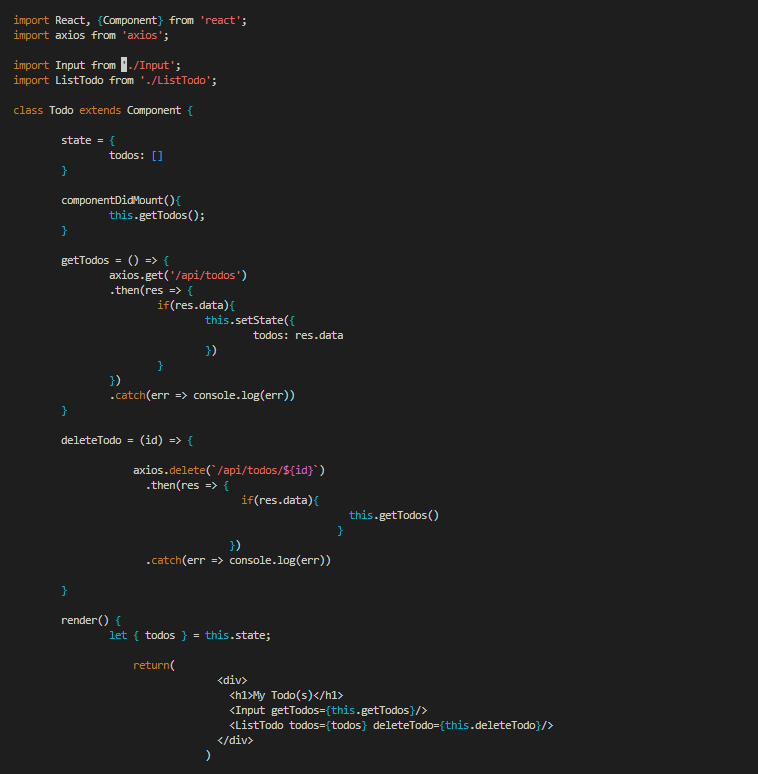 import React, {Component} from 'react';
import axios from 'axios';
import Input from './Input';
import ListTodo from './ListTodo';
class Todo extends Component {
state = {
todos: []
}
componentDidMount(){
this.getTodos();
}
getTodos = () => {
axios.get('/api/todos')
.then(res => {
if(res.data){
this.setState({
todos: res.data
})
}
})
.catch(err => console.log(err))
}
deleteTodo = (id) => {
axios.delete(`/api/todos/${id}`)
.then(res => {
if(res.data){
this.getTodos()
}
})
.catch(err => console.log(err))
}
render() {
let { todos } = this.state;
return(
<div>
<h1>My Todo(s)</h1>
<Input getTodos={this.getTodos}/>
<ListTodo todos={todos} deleteTodo={this.deleteTodo}/>
</div>
)